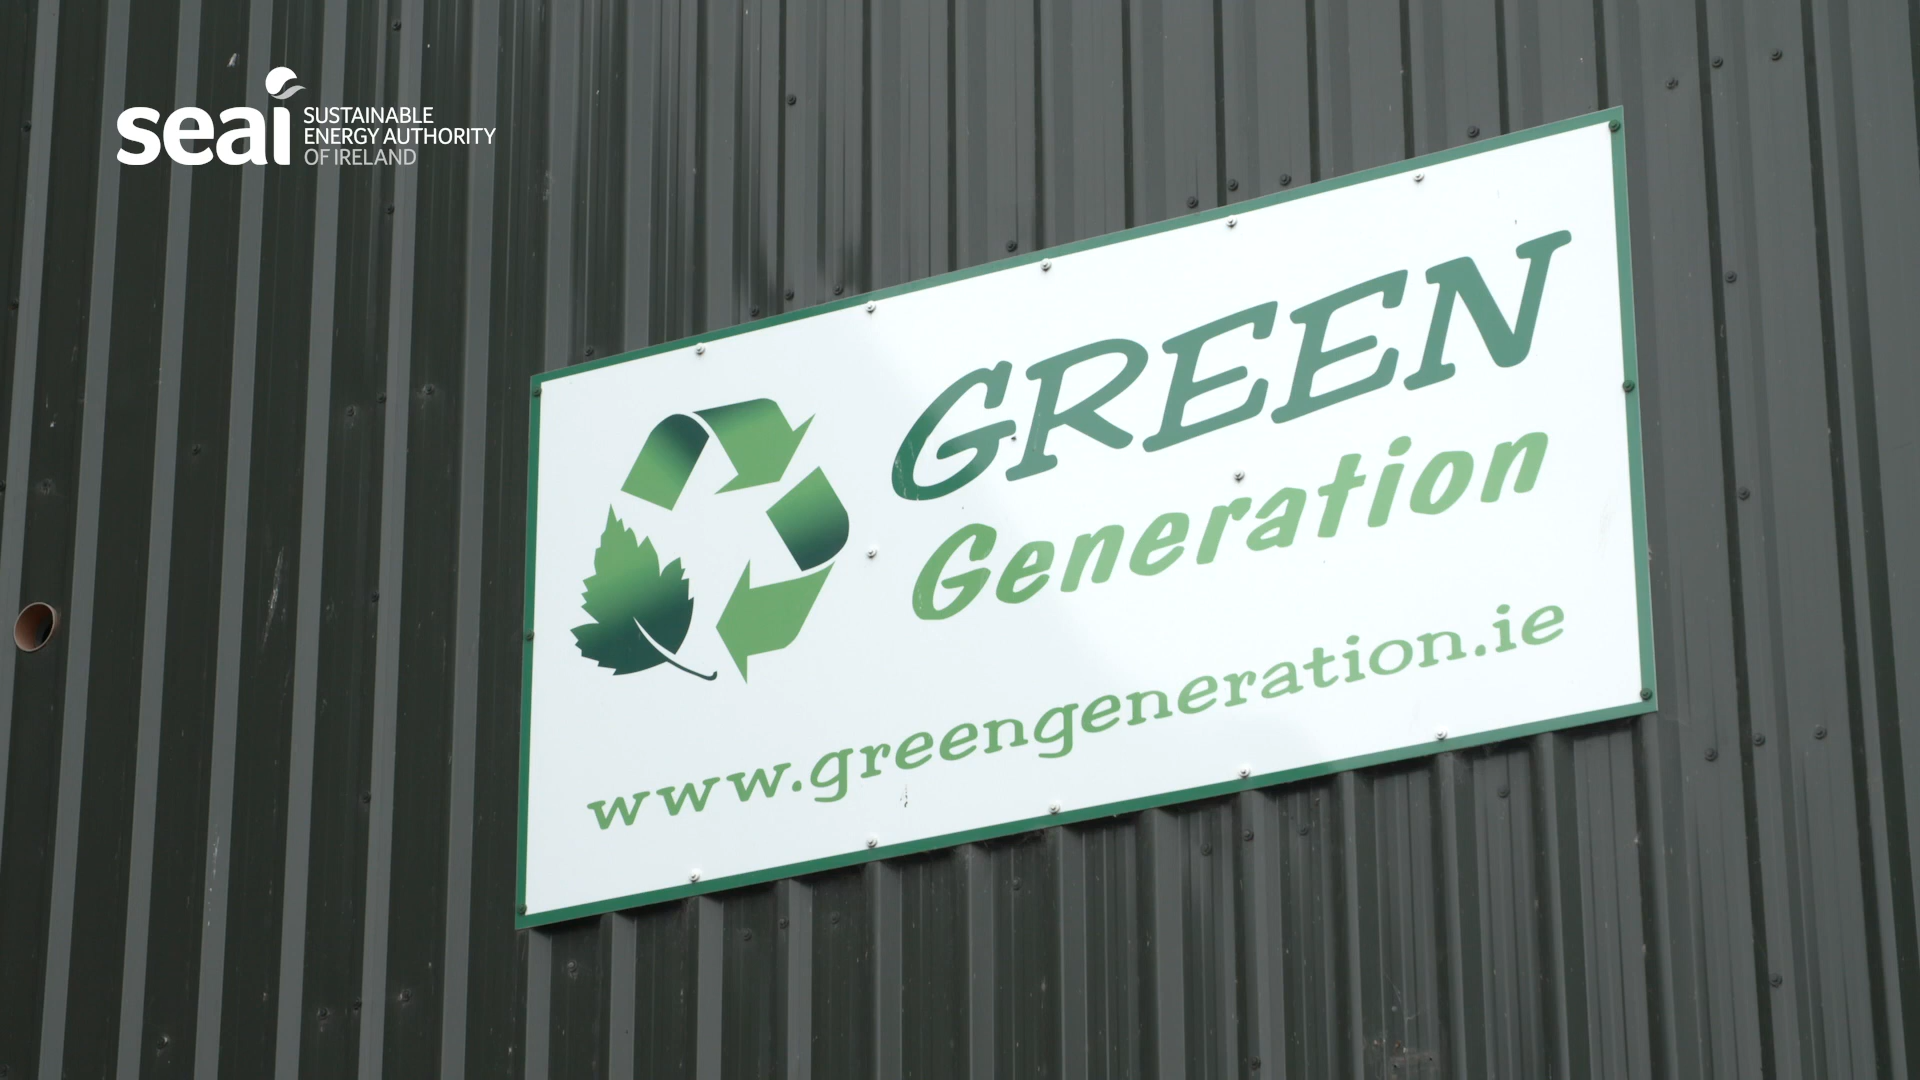 seai SUSTAINABLE
ENERGY AUTHORITY
OF IRELAND
GREEN
Generation
www.greengeneration.ie